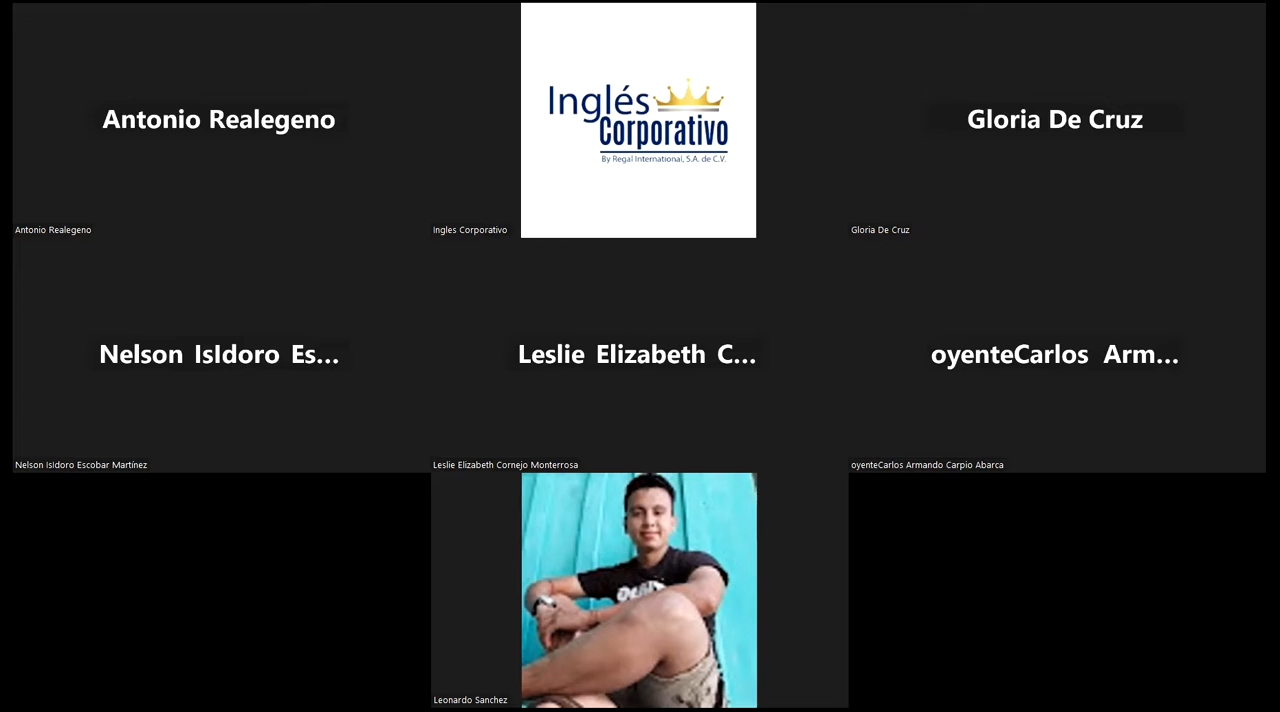 Antonio Realegeno
Inglés
Corporativo
By Regal International, S.A. de C.V.
Gloria De Cruz
Antonio Realegeno
Ingles Corporativo
Gloria De Cruz
Nelson IsIdoro Es...
Leslie Elizabeth C...
oyenteCarlos Arm...
Nelson IsIdoro Escobar Martínez
Leslie Elizabeth Cornejo Monterrosa
oyenteCarlos Armando Carpio Abarca
Leonardo Sanchez